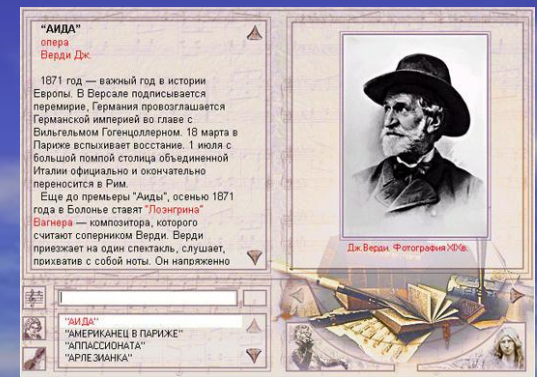 "АИДА"
опера
Верди Дж.
1871 год — важный год в истории
Европы. В Версале подписывается
перемирие, Германия провозглашается
Германской империей во главе с
Вильгельмом Гогенцоллерном. 18 марта в
Париже вспыхивает восстание. 1 июля с
большой помпой столица объединенной
Италии официально и окончательно
переносится в Рим.
Еще до премьеры "Аиды", осенью 1871
года в Болонье ставят "Лоэнгрина"
Вагнера — композитора, которого
считают соперником Верди. Верди
приезжает на один спектакль, слушает,
прихватив с собой ноты. Он напряженно
Дж.Верди. Фотография XIXв.
"АИДА"
"АМЕРИКАНЕЦ В ПАРИЖЕ"
"АППАССИОНАТА"
"АРЛЕЗИАНКА"